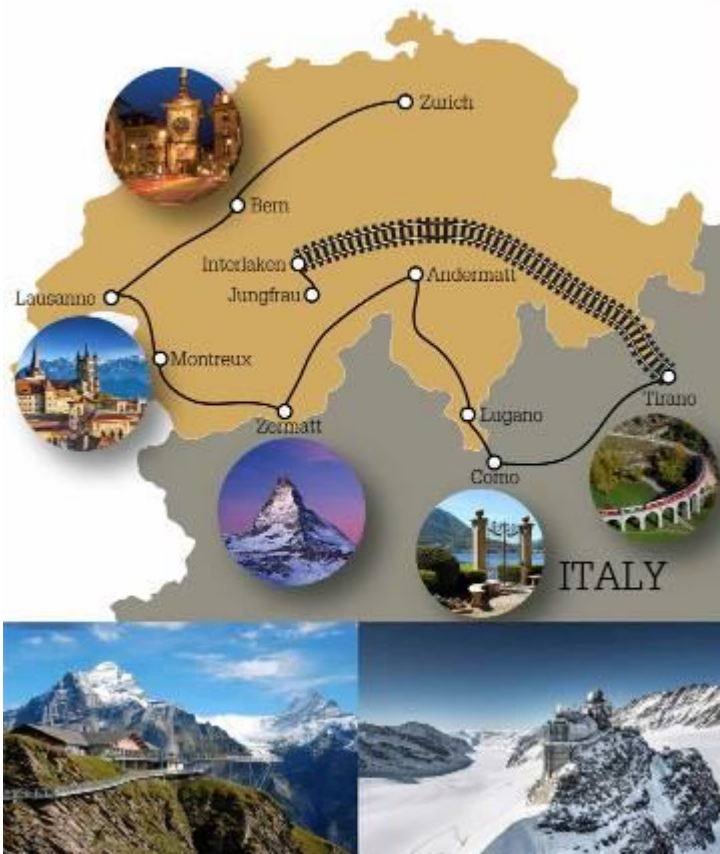 Zurich
Bern
Interlaken
Andermatt
Jungfrau
Lausanne
Montreux
Tirano
Lugano
Zermatt
Como
ITALY